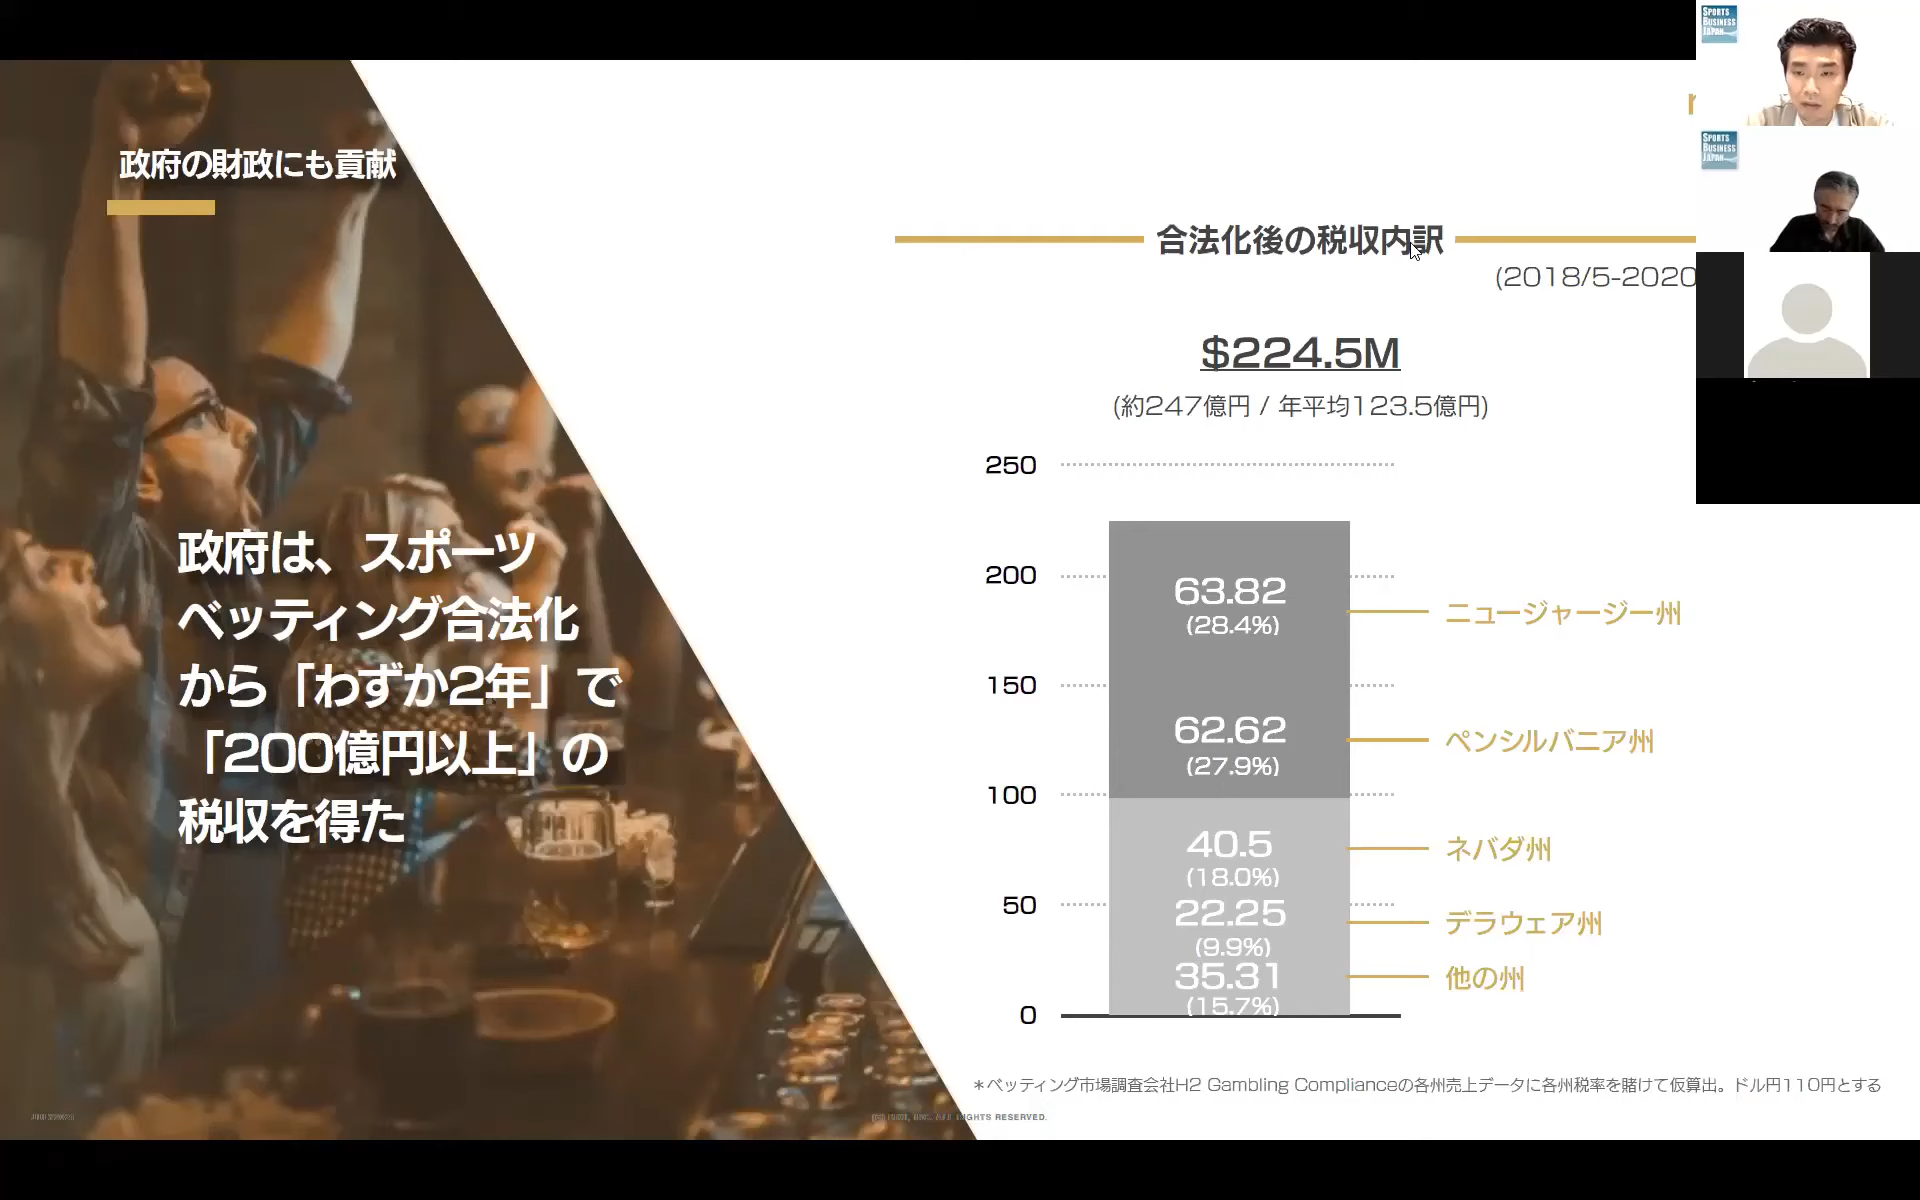 政府の財政にも貢献
政府は、スポーツ
ベッティング合法化
から「わずか2年」で
「200億円以上」の
税収を得た
合法化後の税収内訳
(2018/5-2020
$224.5M
(約247億円 / 年平均123.5億円)
250
200
150
100
50
0
63.82
(28.4%)
62.62
(27.9%)
40.5
(18.0%)
22.25
(9.9%)
35.31
(15.7%)
ニュージャージー州
ペンシルバニア州
ネバダ州
デラウェア州
他の州
＊ベッティング市場調査会社H2 Gambling Complianceの各州売上データに各州税率を賭けて仮算出。ドル円110円とする
RIGHTS RESERVED.
SPORTS
BUSINESS
JAPAN
SPORTS
BUSINESS
JAPAN